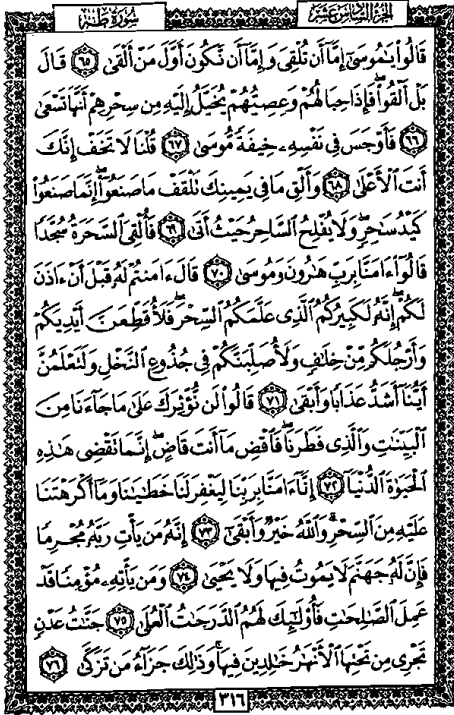 سورة طه
الجزء السادس عشر
قَالُوا۟ يَـٰمُوسَىٰٓ إِمَّآ أَن تُلْقِىَ وَإِمَّآ أَن نَّكُونَ أَوَّلَ مَنْ أَلْقَىٰ ٦٥ قَالَ
بَلْ أَلْقُوا۟ ۖ فَإِذَا حِبَالُهُمْ وَعِصِيُّهُمْ يُخَيَّلُ إِلَيْهِ مِن سِحْرِهِمْ أَنَّهَا تَسْعَىٰ
٦٦ فَأَوْجَسَ فِى نَفْسِهِۦ خِيفَةً مُّوسَىٰ ٦٧ قُلْنَا لَا تَخَفْ إِنَّكَ
أَنتَ ٱلْأَعْلَىٰ ٦٨ وَأَلْقِ مَا فِى يَمِينِكَ تَلْقَفْ مَا صَنَعُوٓا۟ ۖ إِنَّمَا صَنَعُوا۟
كَيْدُ سَـٰحِرٍ ۖ وَلَا يُفْلِحُ ٱلسَّاحِرُ حَيْثُ أَتَىٰ ٦٩ فَأُلْقِىَ ٱلسَّحَرَةُ سُجَّدًا
قَالُوٓا۟ ءَامَنَّا بِرَبِّ هَـٰرُونَ وَمُوسَىٰ ٧٠ قَالَ ءَامَنتُمْ لَهُۥ قَبْلَ أَنْ ءَاذَنَ
لَكُمْ ۖ إِنَّهُۥ لَكَبِيرُكُمُ ٱلَّذِى عَلَّمَكُمُ ٱلسِّحْرَ ۖ فَلَأُقَطِّعَنَّ أَيْدِيَكُمْ
وَأَرْجُلَكُم مِّنْ خِلَـٰفٍ وَلَأُصَلِّبَنَّكُمْ فِى جُذُوعِ ٱلنَّخْلِ وَلَتَعْلَمُنَّ
أَيُّنَآ أَشَدُّ عَذَابًا وَأَبْقَىٰ ٧١ قَالُوا۟ لَن نُّؤْثِرَكَ عَلَىٰ مَا جَآءَنَا مِنَ
ٱلْبَيِّنَـٰتِ وَٱلَّذِى فَطَرَنَا ۖ فَٱقْضِ مَآ أَنتَ قَاضٍ ۖ إِنَّمَا تَقْضِى هَـٰذِهِ
ٱلْحَيَوٰةَ ٱلدُّنْيَآ ٧٢ إِنَّآ ءَامَنَّا بِرَبِّنَا لِيَغْفِرَ لَنَا خَطَـٰيَـٰنَا وَمَآ أَكْرَهْتَنَا
عَلَيْهِ مِنَ ٱلسِّحْرِ ۗ وَٱللَّهُ خَيْرٌ وَأَبْقَىٰٓ ٧٣ إِنَّهُۥ مَن يَأْتِ رَبَّهُۥ مُجْرِمًا
فَإِنَّ لَهُۥ جَهَنَّمَ لَا يَمُوتُ فِيهَا وَلَا يَحْيَىٰ ٧٤ وَمَن يَأْتِهِۦ مُؤْمِنًا قَدْ
عَمِلَ ٱلصَّـٰلِحَـٰتِ فَأُو۟لَـٰٓئِكَ لَهُمُ ٱلدَّرَجَـٰتُ ٱلْعُلَىٰ ٧٥ جَنَّـٰتُ عَدْنٍ
تَجْرِى مِن تَحْتِهَا ٱلْأَنْهَـٰرُ خَـٰلِدِينَ فِيهَا ۚ وَذَٰلِكَ جَزَآءُ مَن تَزَكَّىٰ ٧٦
٣١٦